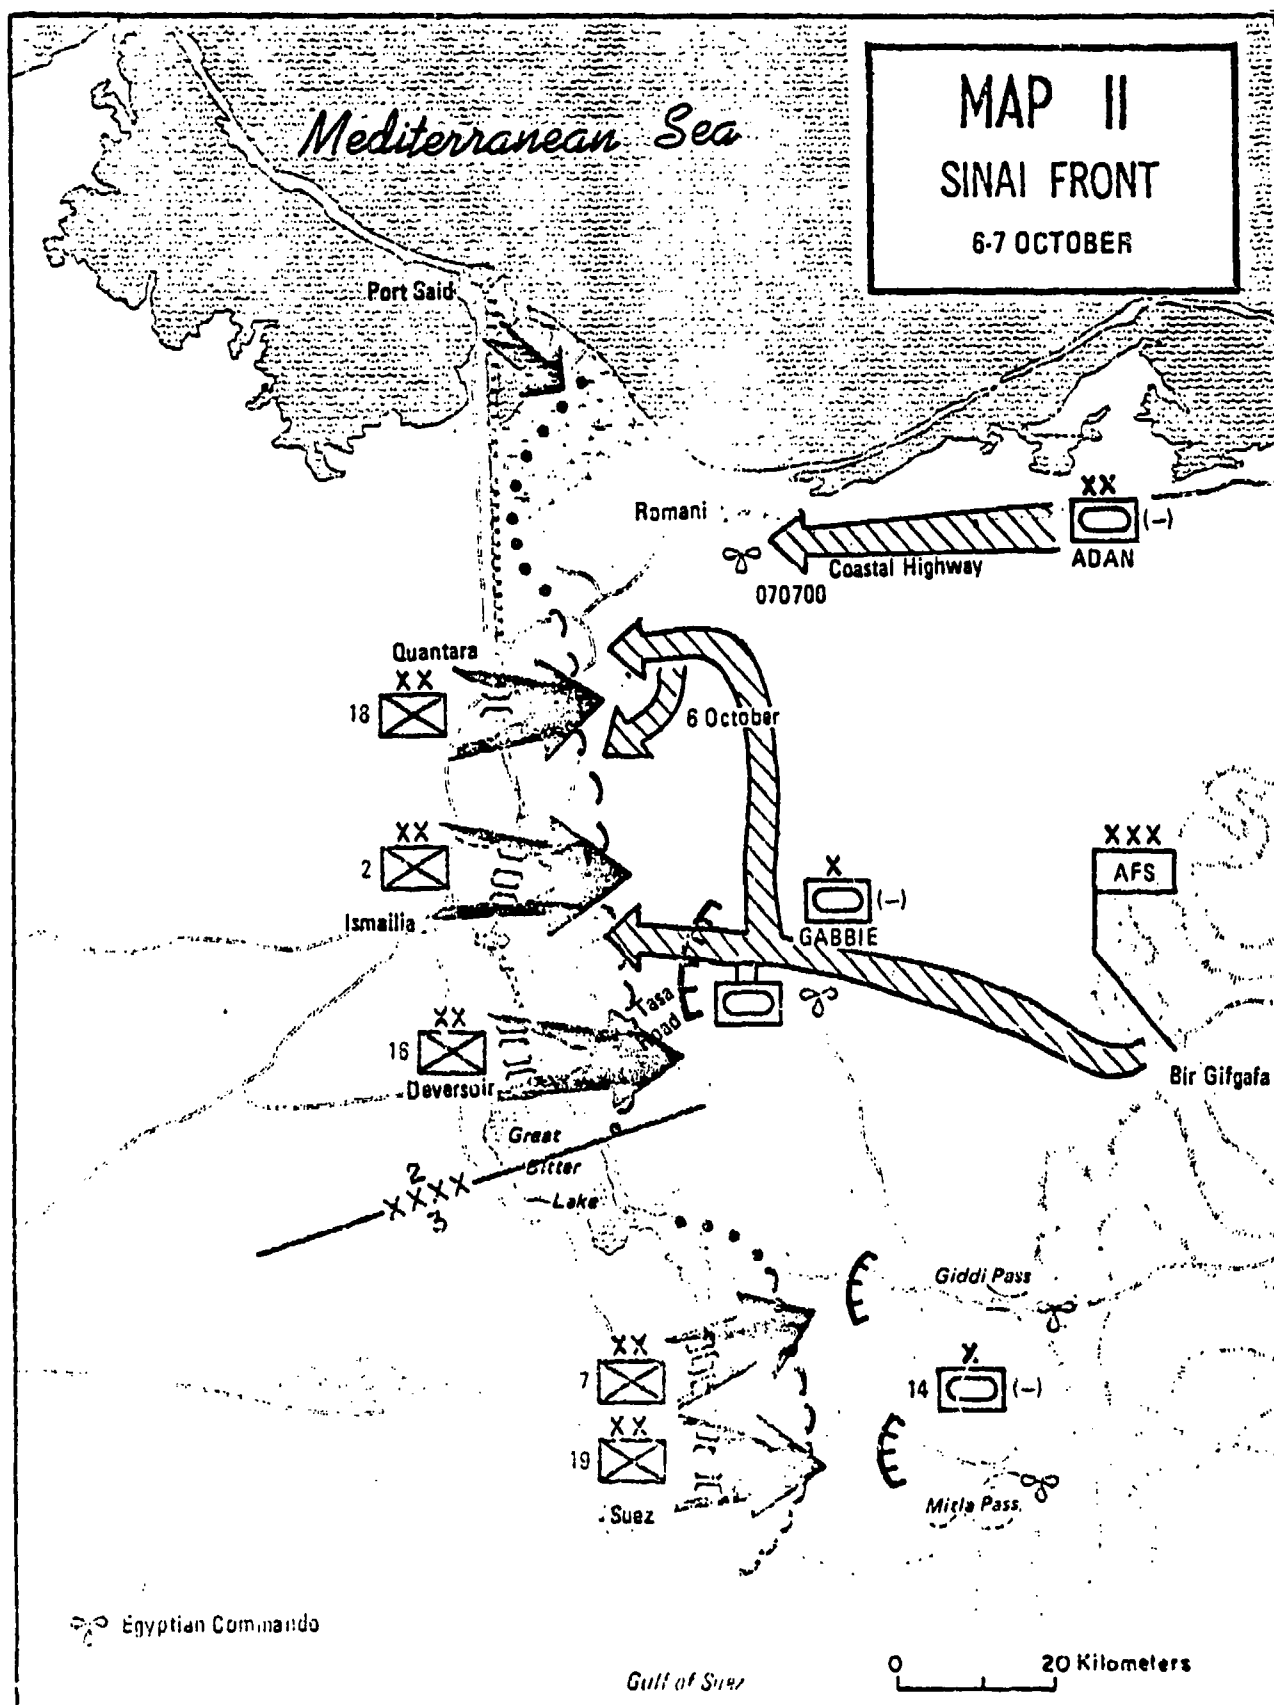 MAP II
SINAI FRONT
6-7 OCTOBER
Mediterranean Sea
Port Said
Romani
XX
(-)
ADAN
Coastal Highway
070700
Quantara
XX
18
6 October
XX
2
Ismailia
X
(-)
GABBIE
XXX
AFS
Tasa
Road
XX
16
Deversoir
Bir Gifgafa
Great
Bitter
Lake
2
XXXX
3
Giddi Pass
XX
7
X
14
(-)
XX
19
Suez
Mitla Pass
Egyptian Commando
Gulf of Suez
0 20 Kilometers